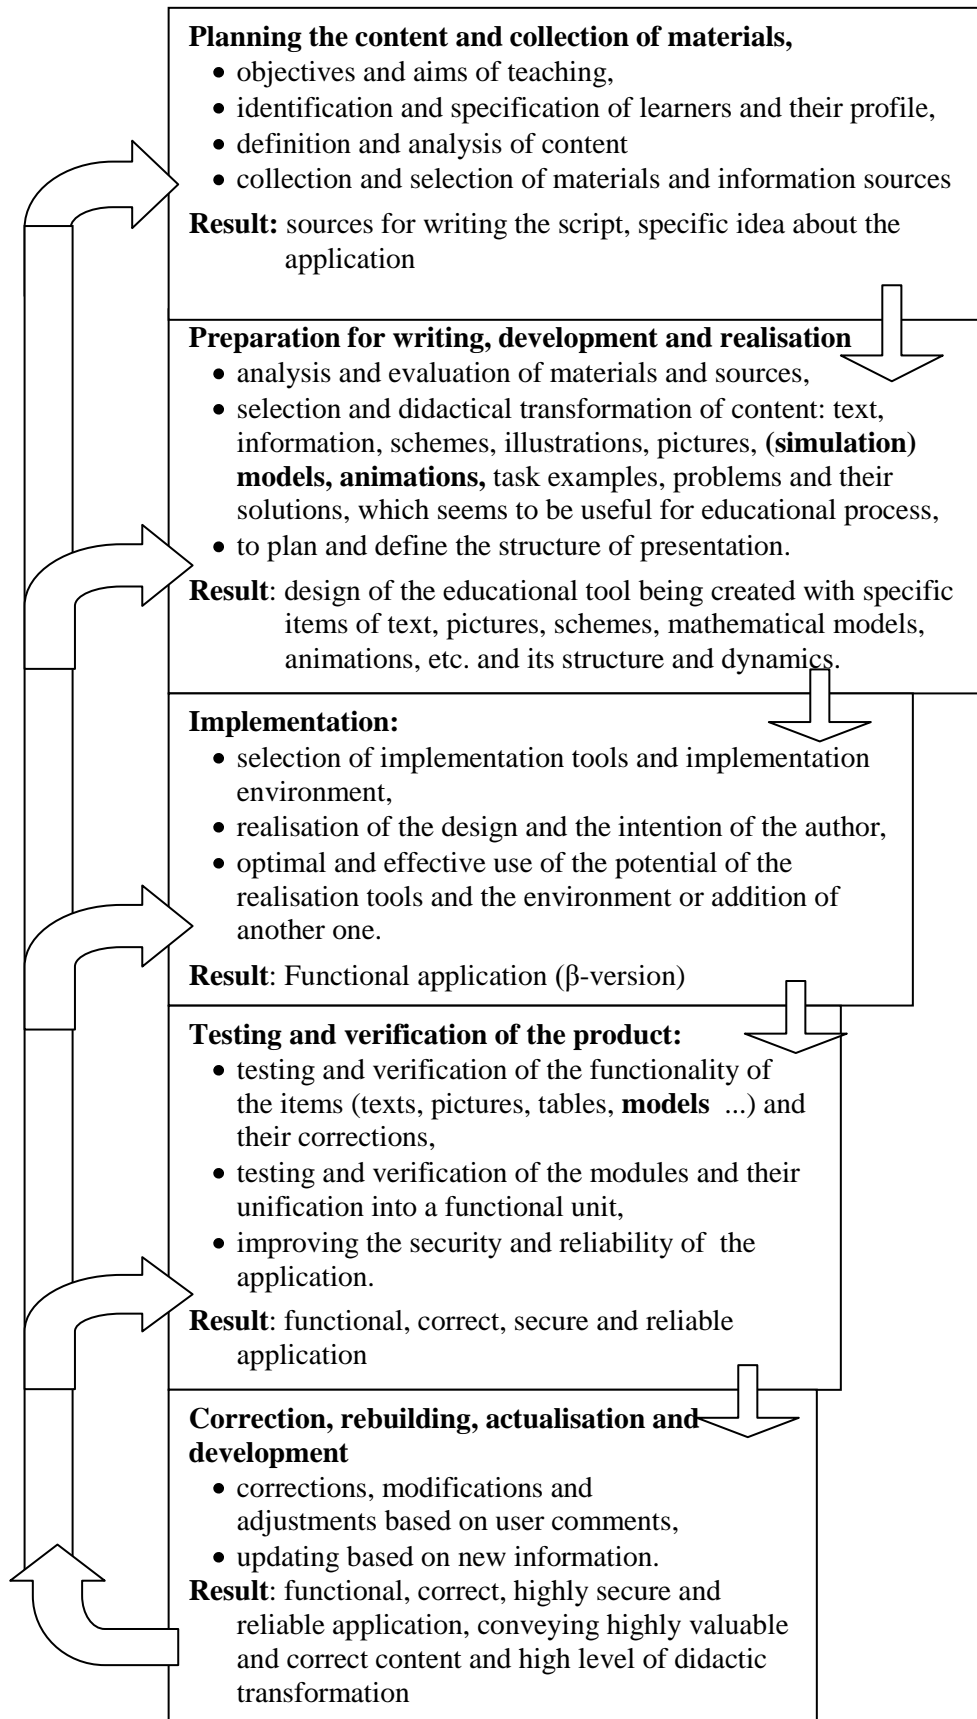 Planning the content and collection of materials,
• objectives and aims of teaching,
• identification and specification of learners and their profile,
• definition and analysis of content
• collection and selection of materials and information sources
Result: sources for writing the script, specific idea about the
application
Preparation for writing, development and realisation
• analysis and evaluation of materials and sources,
• selection and didactical transformation of content: text,
information, schemes, illustrations, pictures, (simulation)
models, animations, task examples, problems and their
solutions, which seems to be useful for educational process,
• to plan and define the structure of presentation.
Result: design of the educational tool being created with specific
items of text, pictures, schemes, mathematical models,
animations, etc. and its structure and dynamics.
Implementation:
• selection of implementation tools and implementation
environment,
• realisation of the design and the intention of the author,
• optimal and effective use of the potential of the
realisation tools and the environment or addition of
another one.
Result: Functional application (β-version)
Testing and verification of the product:
• testing and verification of the functionality of
the items (texts, pictures, tables, models ...) and
their corrections,
• testing and verification of the modules and their
unification into a functional unit,
• improving the security and reliability of the
application.
Result: functional, correct, secure and reliable
application
Correction, rebuilding, actualisation and
development
• corrections, modifications and
adjustments based on user comments,
• updating based on new information.
Result: functional, correct, highly secure and
reliable application, conveying highly valuable
and correct content and high level of didactic
transformation